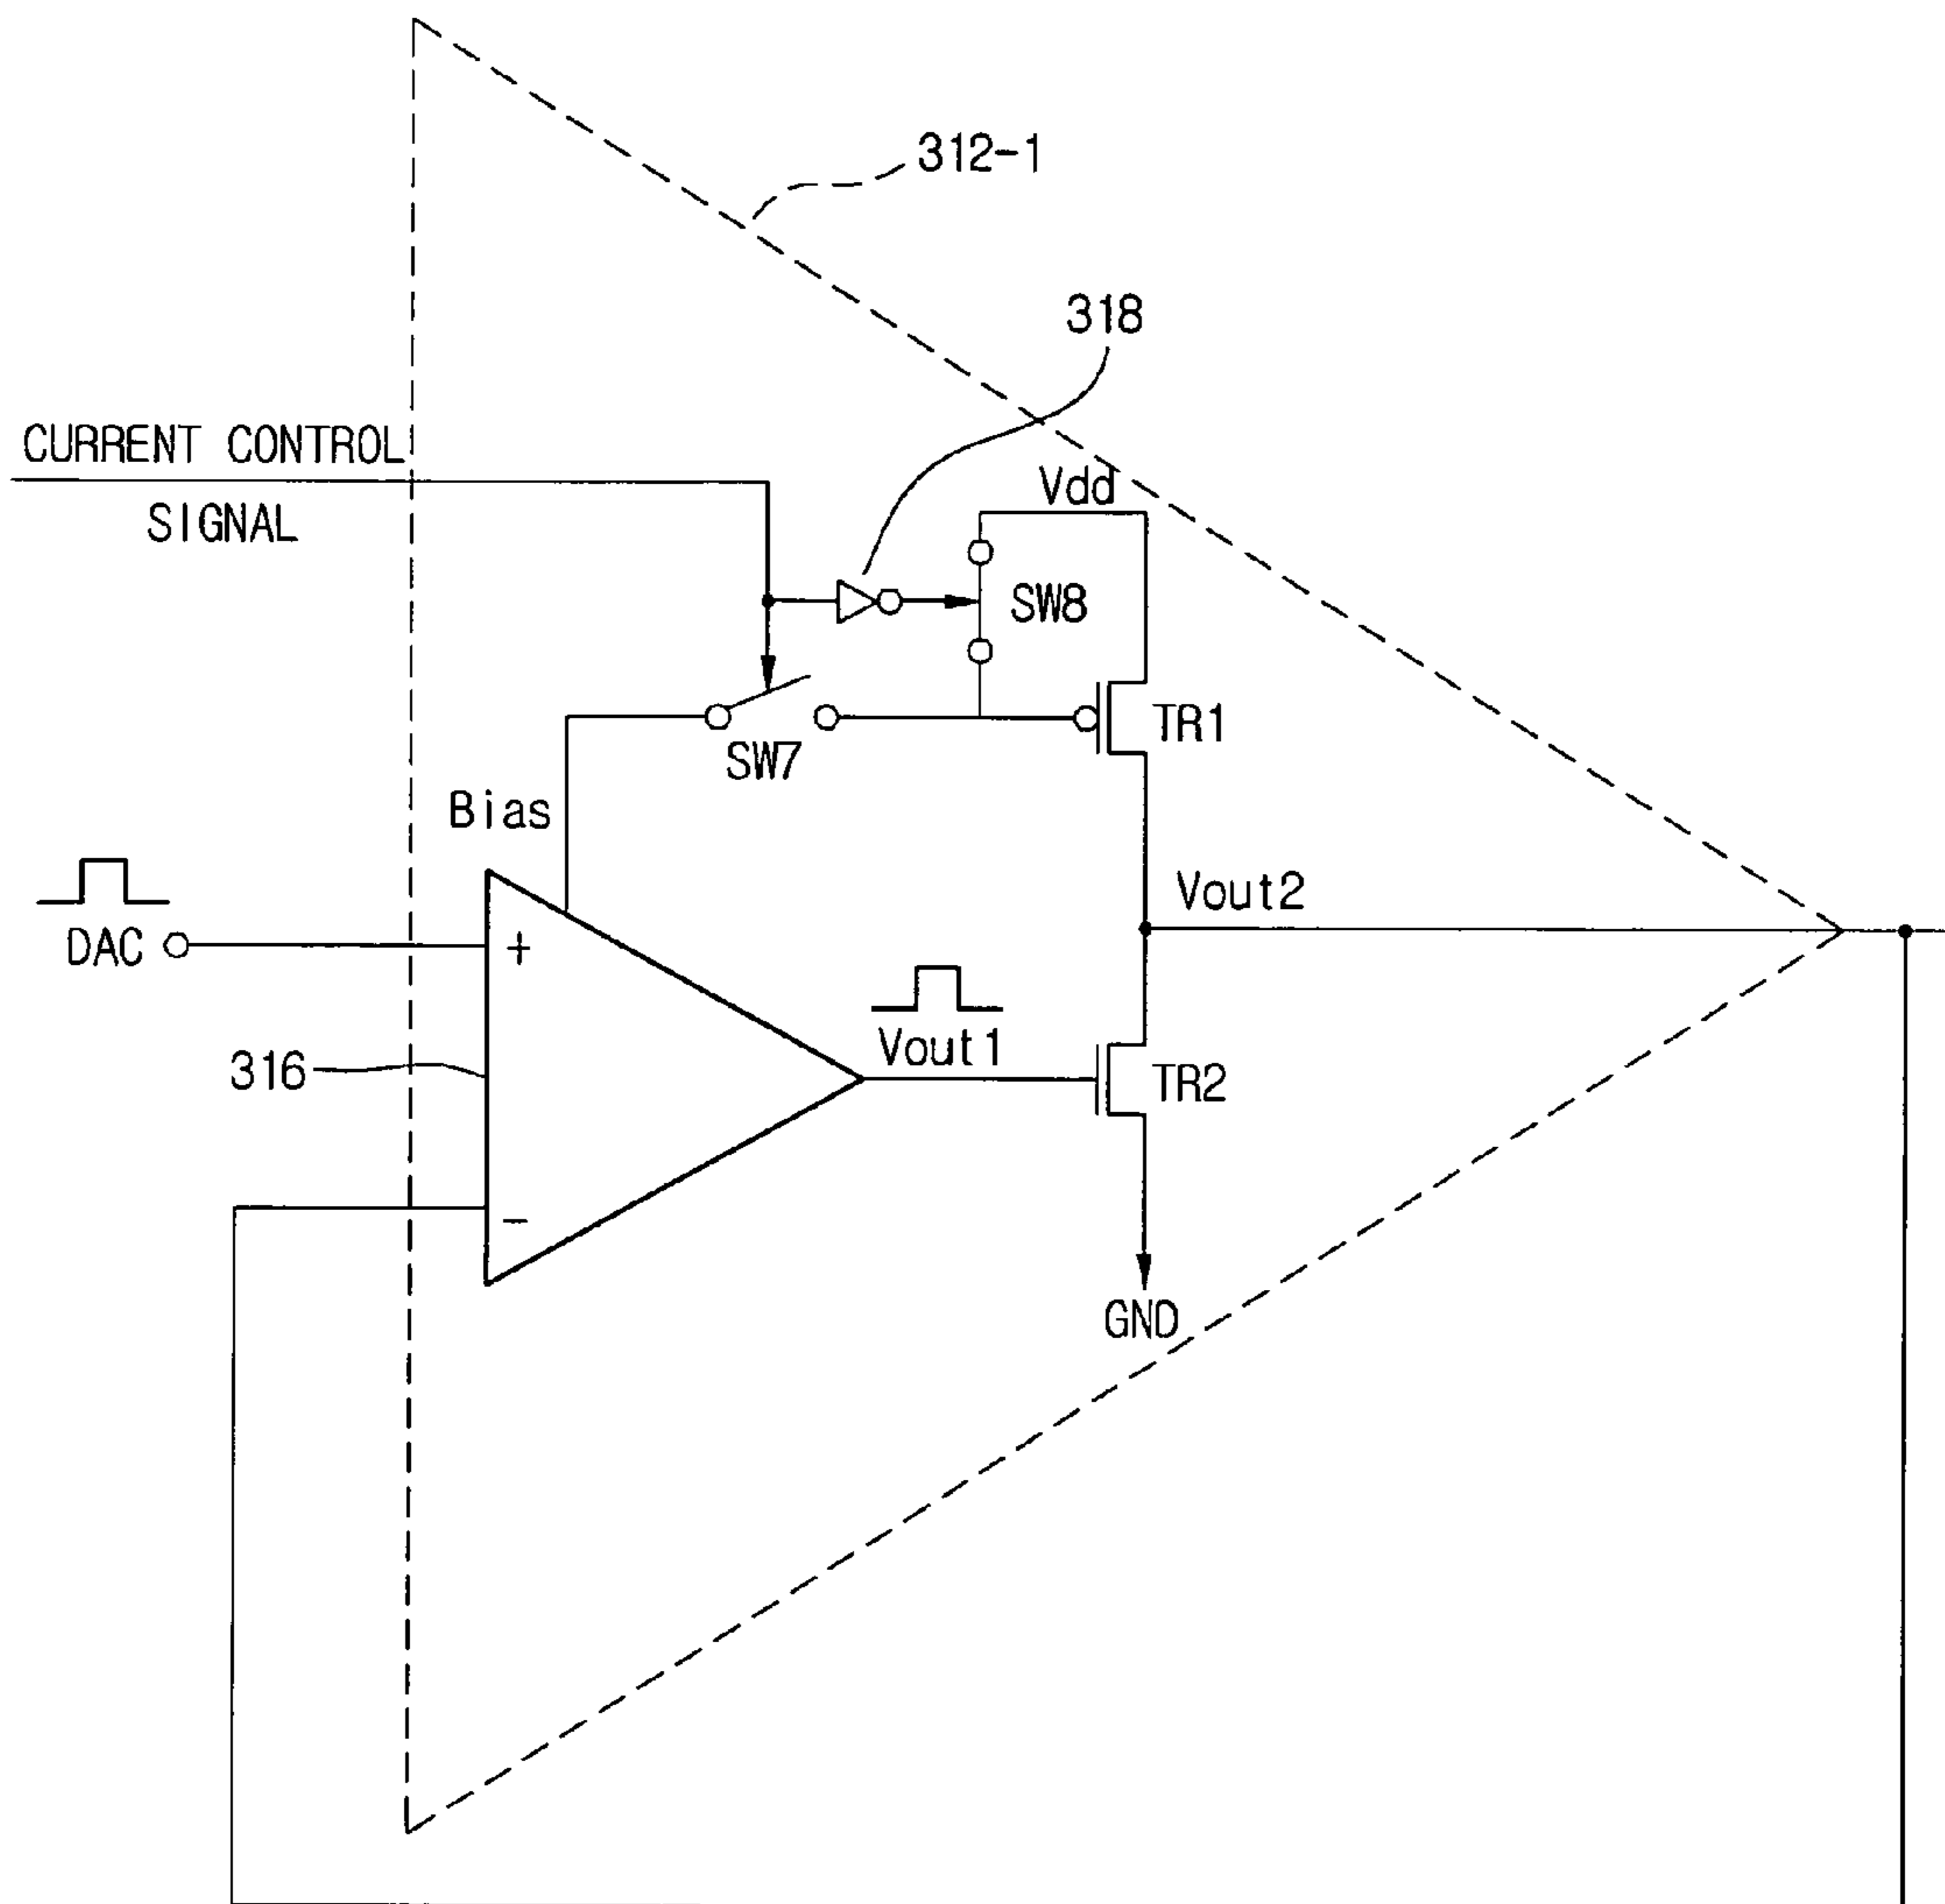 312-1
318
CURRENT CONTROL
SIGNAL
Vdd
SW8
TR1
SW7
Bias
Vout2
DAC
+
Vout1
316
TR2
−
GND